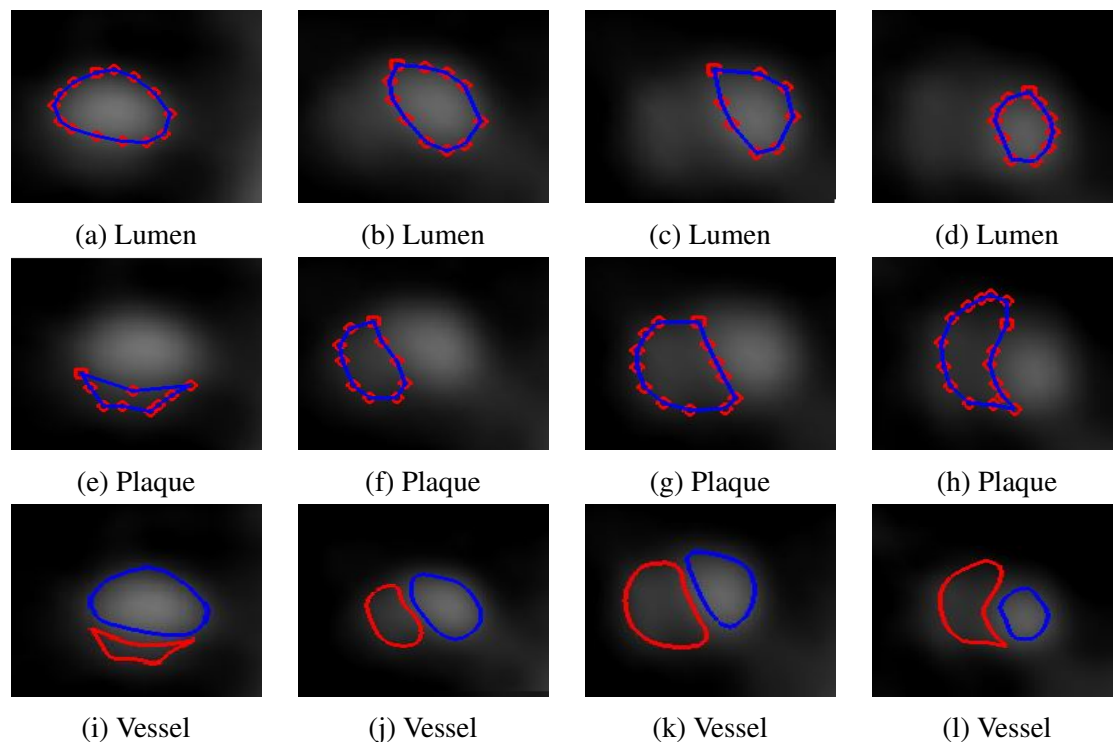 (a) Lumen
(b) Lumen
(c) Lumen
(d) Lumen
(e) Plaque
(f) Plaque
(g) Plaque
(h) Plaque
(i) Vessel
(j) Vessel
(k) Vessel
(l) Vessel